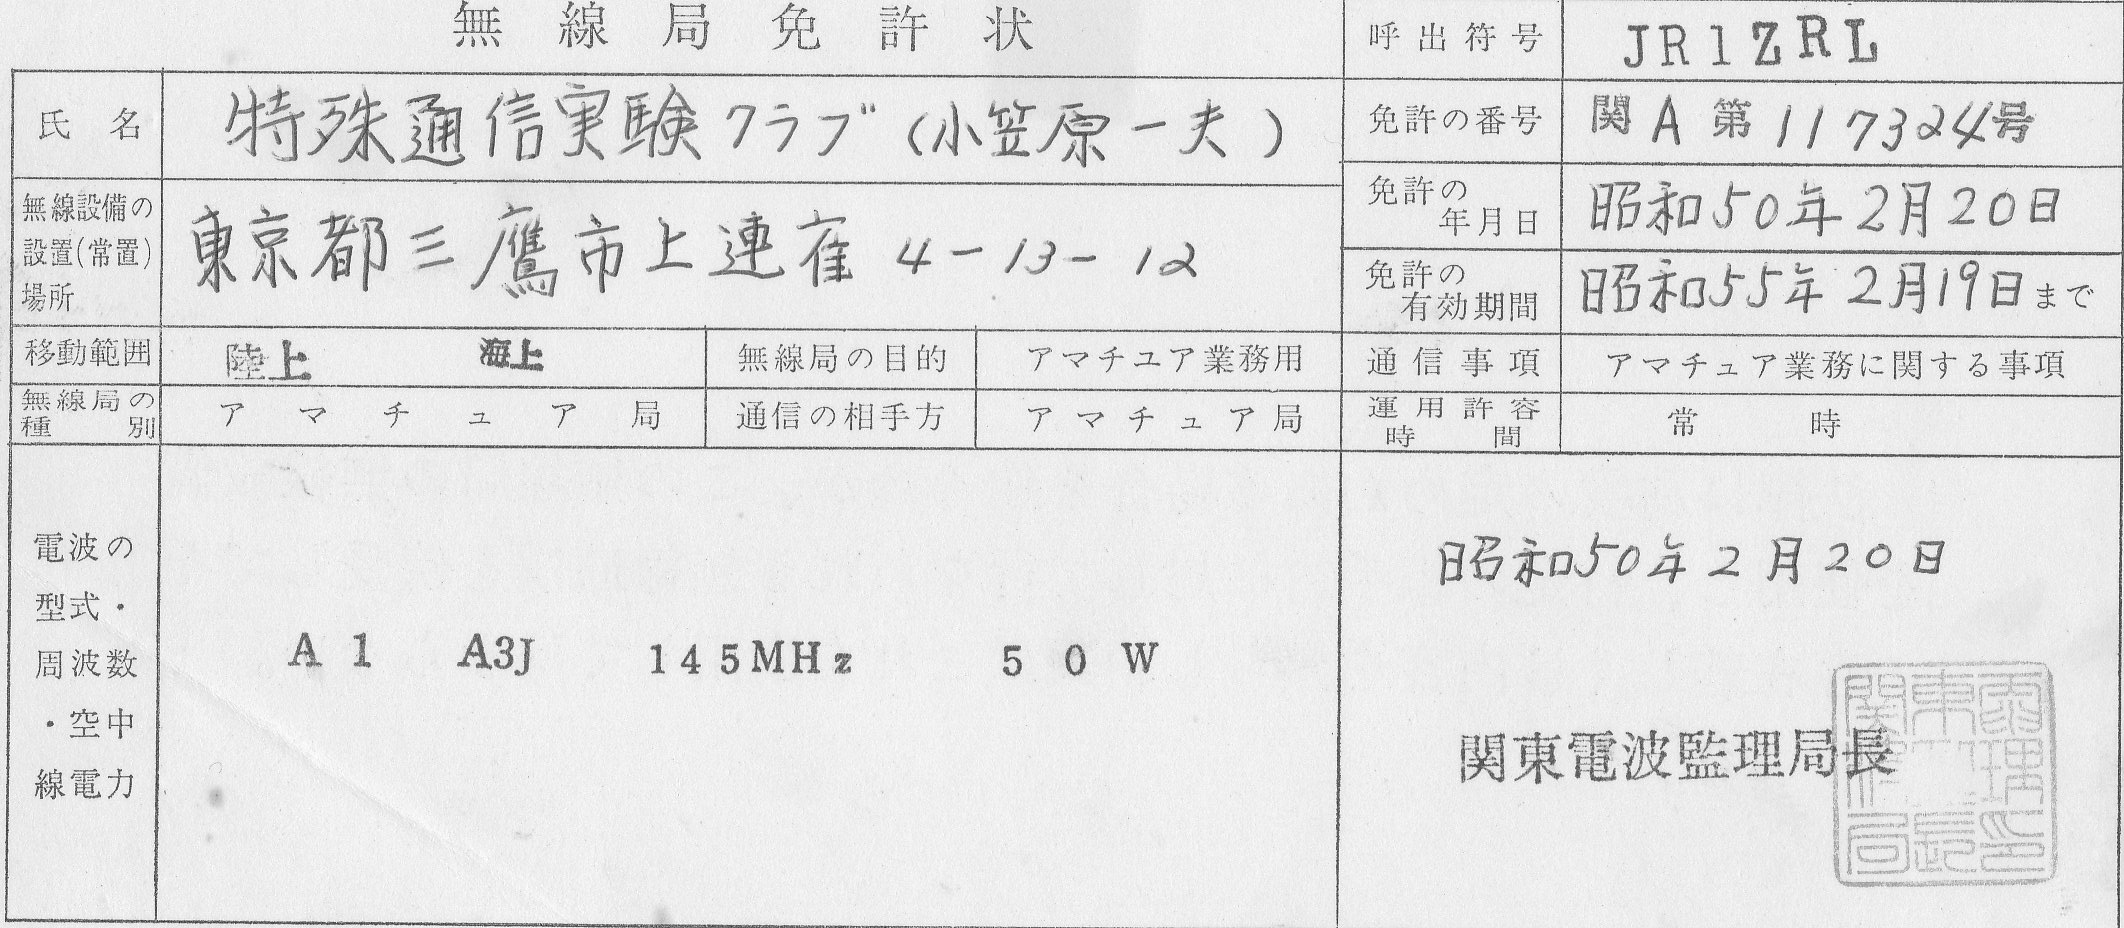 無線局免許状
呼出符号 JR1ZRL
氏名 特殊通信実験クラブ(小笠原一夫)
免許の番号 関A第117324号
無線設備の設置(常置)場所 東京都三鷹市上連雀4-13-12
免許の年月日 昭和50年2月20日
免許の有効期間 昭和55年2月19日まで
移動範囲 陸上 海上 無線局の目的 アマチユア業務用 通信事項 アマチュア業務に関する事項
無線局の種別 アマチュア局 通信の相手方 アマチュア局 運用許容時間 常時
電波の型式・周波数・空中線電力
A1 A3J 145MHz 50W
昭和50年2月20日
関東電波監理局長